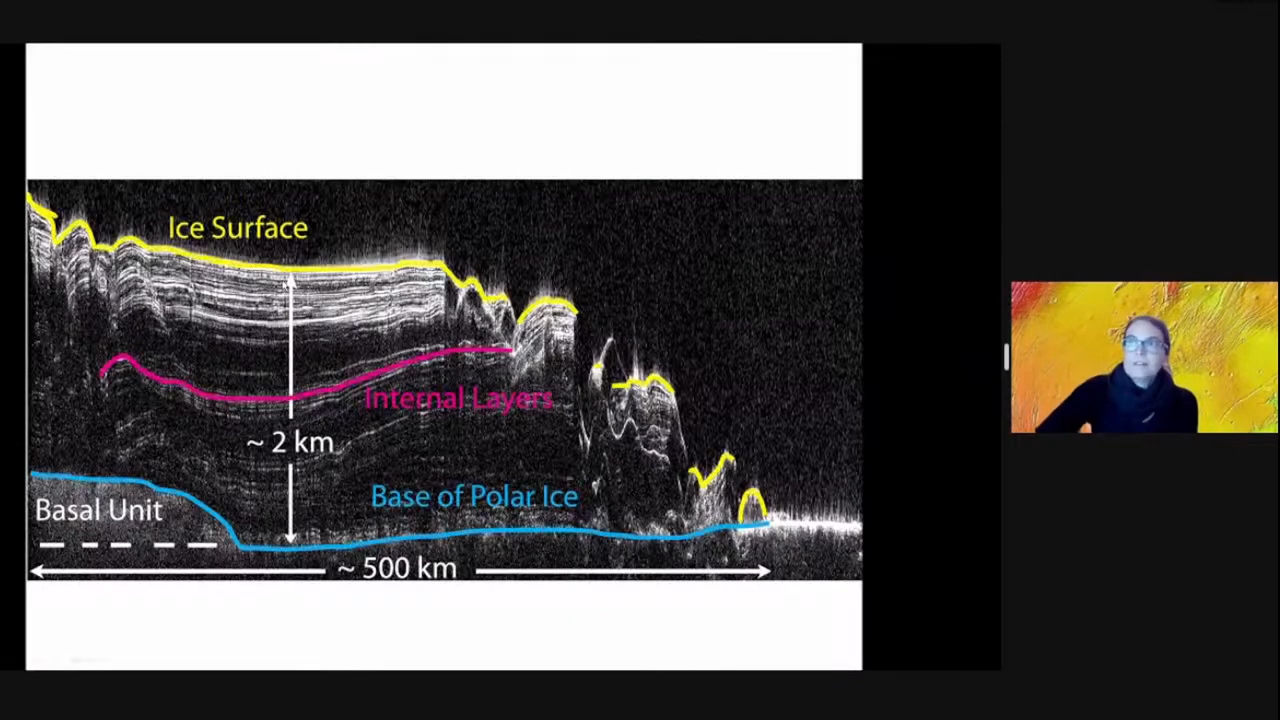 Ice Surface
Internal Layers
~ 2 km
Base of Polar Ice
Basal Unit
~ 500 km